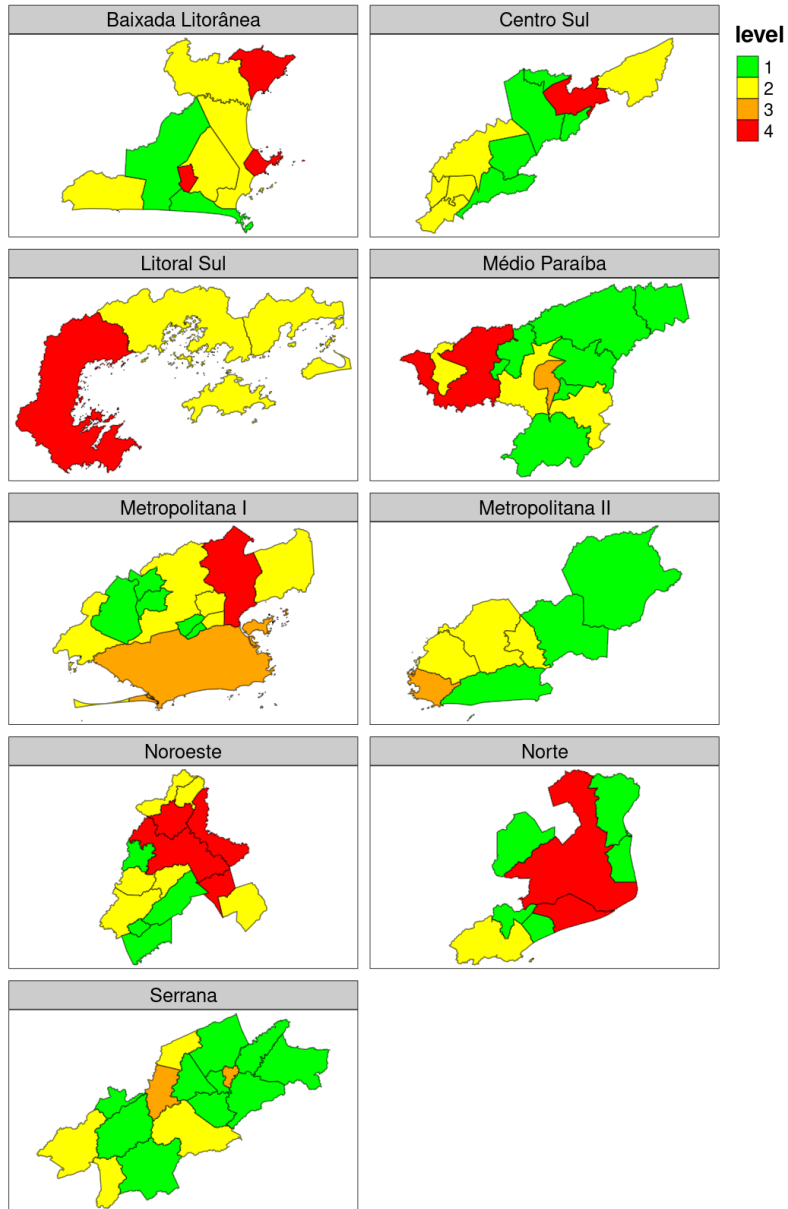 Baixada Litorânea
Centro Sul
level
1
2
3
4
Litoral Sul
Médio Paraíba
Metropolitana I
Metropolitana II
Noroeste
Norte
Serrana